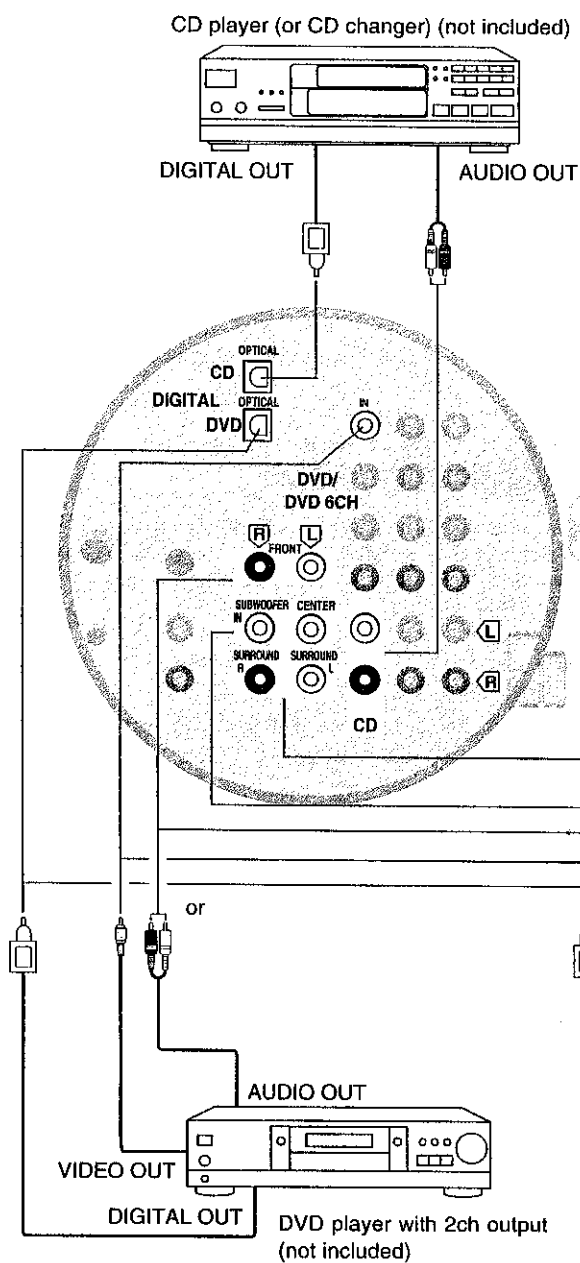 CD player (or CD changer) (not included)
DIGITAL OUT
AUDIO OUT
OPTICAL
CD
DIGITAL
OPTICAL
DVD
IN
DVD/
DVD 6CH
R
L
FRONT
SUBWOOFER
IN
CENTER
L
SURROUND
R
SURROUND
L
R
CD
or
AUDIO OUT
VIDEO OUT
DIGITAL OUT
DVD player with 2ch output
(not included)